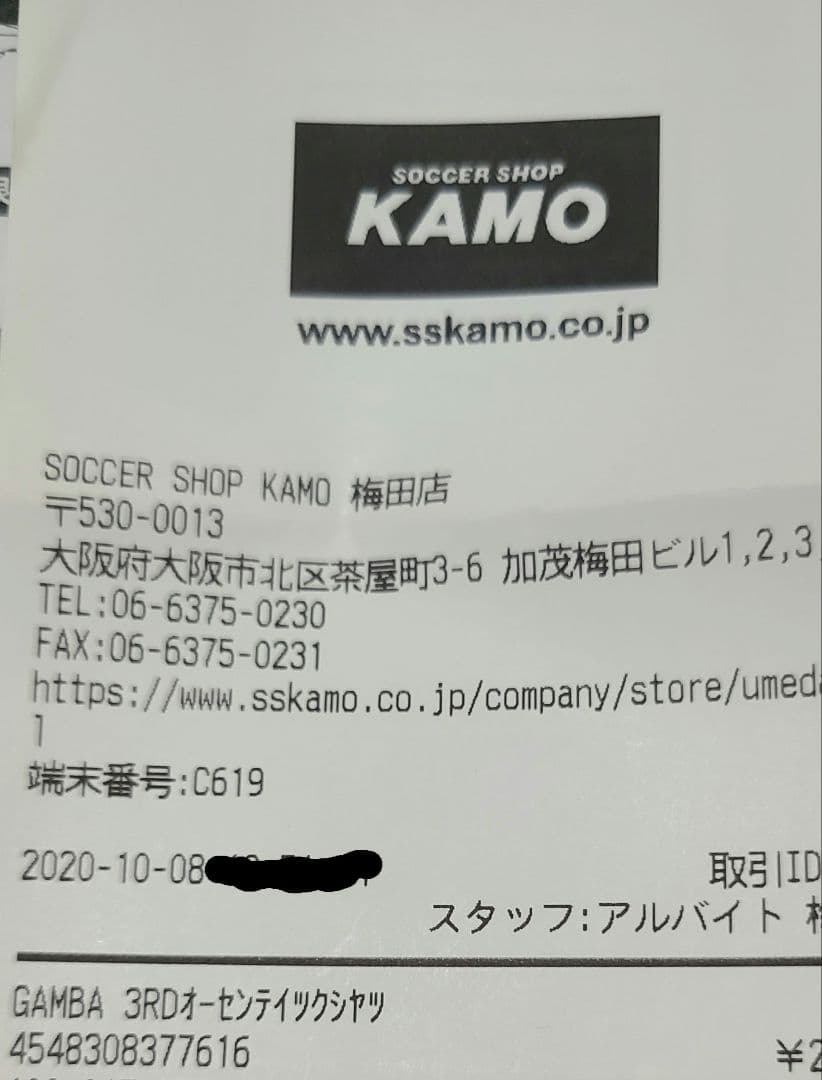 SOCCER SHOP
KAMO
www.sskamo.co.jp
SOCCER SHOP KAMO 梅田店
〒530-0013
大阪府大阪市北区茶屋町3-6 加茂梅田ビル1,2,3
TEL:06-6375-0230
FAX:06-6375-0231
https://www.sskamo.co.jp/company/store/umeda
1
端末番号:C619
2020-10-08
取引ID
スタッフ:アルバイト
GAMBA 3RDオーセンテイツクシヤツ
4548308377616
¥2